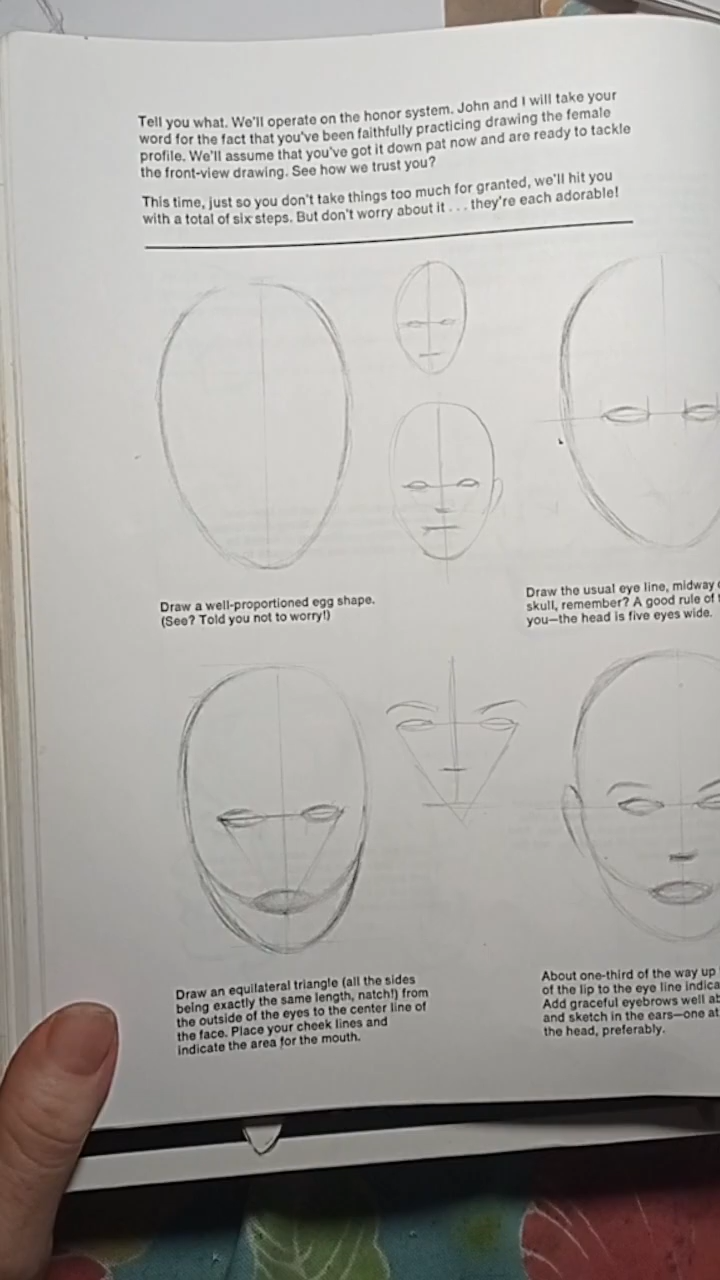 Tell you what. We'll operate on the honor system. John and I will take your
word for the fact that you've been faithfully practicing drawing the female
profile. We'll assume that you've got it down pat now and are ready to tackle
the front-view drawing. See how we trust you?
This time, just so you don't take things too much for granted, we'll hit you
with a total of six steps. But don't worry about it . . . they're each adorable!
Draw a well-proportioned egg shape.
(See? Told you not to worry!)
Draw the usual eye line, midway
skull, remember? A good rule of
you—the head is five eyes wide.
Draw an equilateral triangle (all the sides
being exactly the same length, natch!) from
the outside of the eyes to the center line of
the face. Place your cheek lines and
indicate the area for the mouth.
About one-third of the way up
of the lip to the eye line indica
Add graceful eyebrows well ab
and sketch in the ears—one at
the head, preferably.